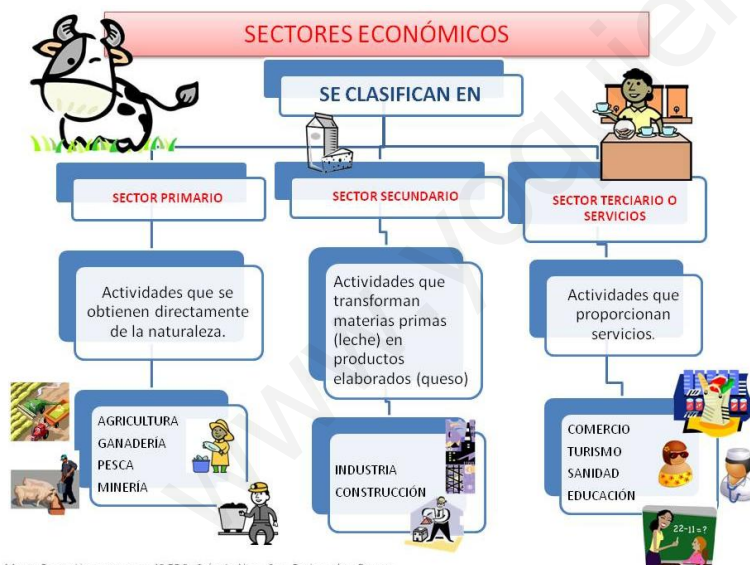 SECTORES ECONÓMICOS
SE CLASIFICAN EN
SECTOR PRIMARIO
SECTOR SECUNDARIO
SECTOR TERCIARIO O
SERVICIOS
Actividades que se
obtienen directamente
de la naturaleza.
Actividades que
transforman
materias primas
(leche) en
productos
elaborados (queso)
Actividades que
proporcionan
servicios.
AGRICULTURA
GANADERÍA
PESCA
MINERÍA
INDUSTRIA
CONSTRUCCIÓN
COMERCIO
TURISMO
SANIDAD
EDUCACIÓN
22-11=?